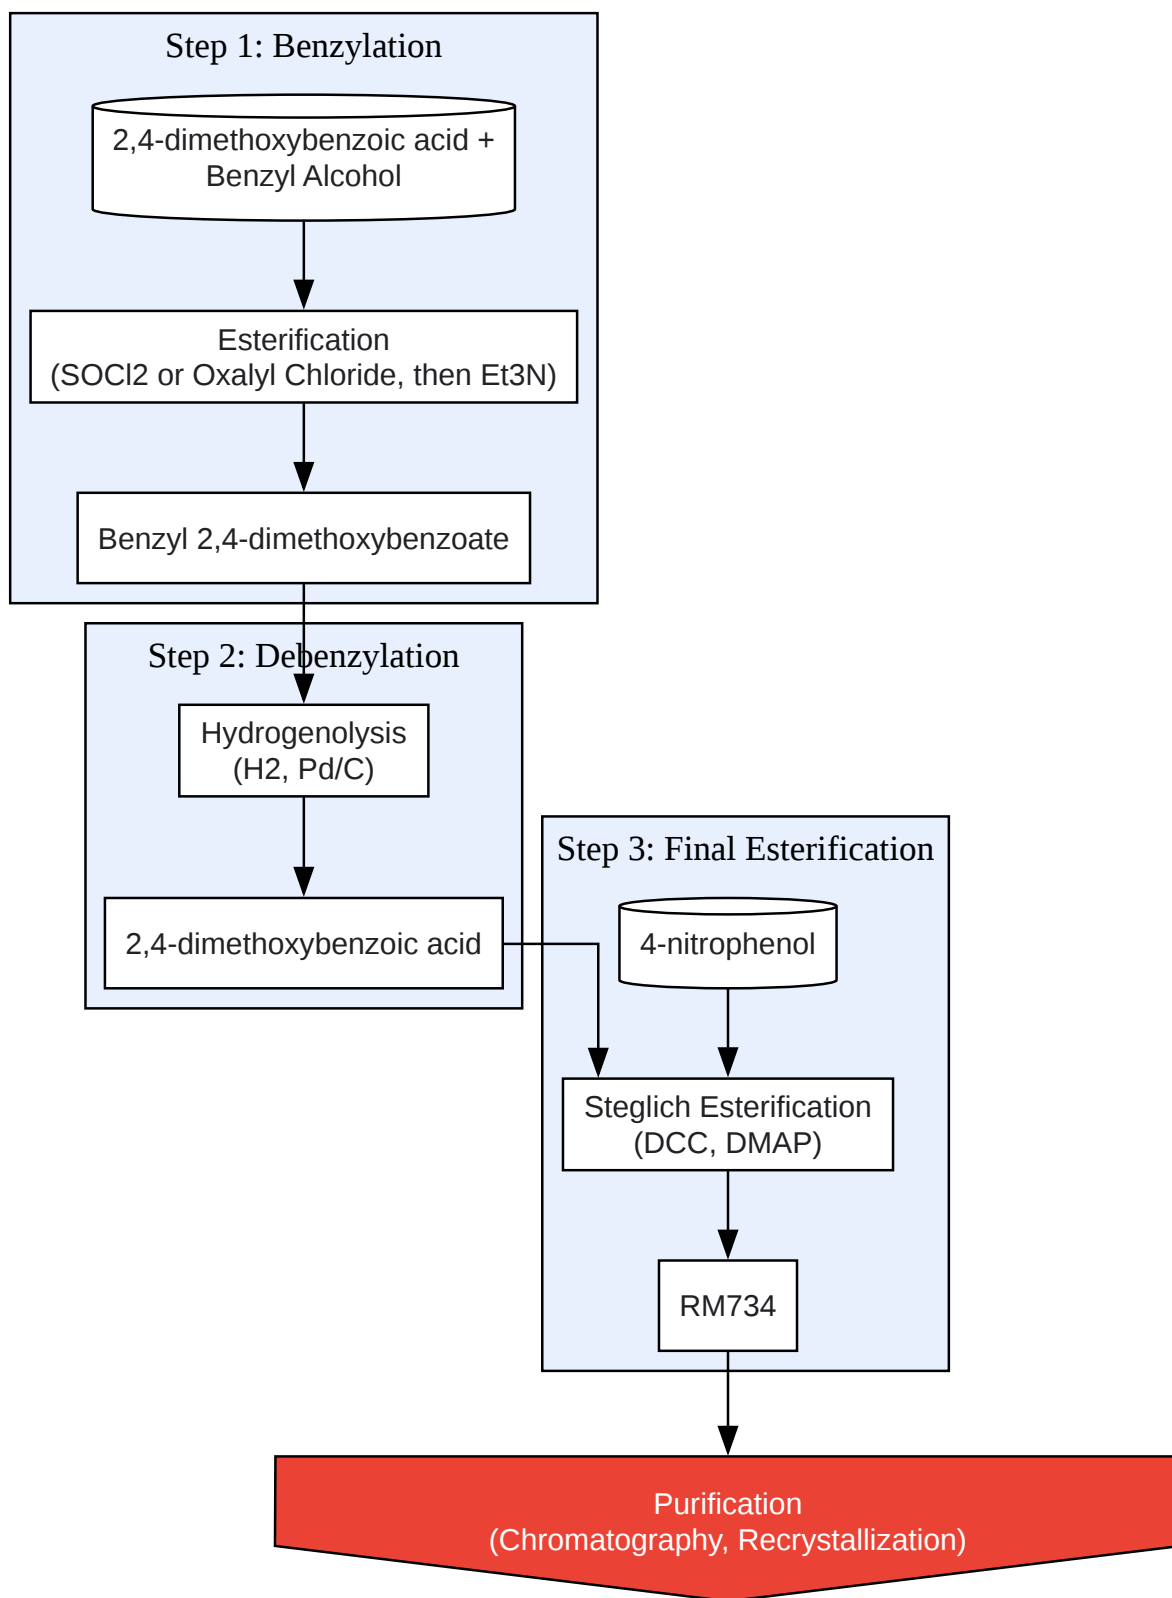 Step 1: Benzylation
2,4-dimethoxybenzoic acid +
Benzyl Alcohol
Esterification
(SOCl2 or Oxalyl Chloride, then Et3N)
Benzyl 2,4-dimethoxybenzoate
Step 2: Debenzylation
Hydrogenolysis
(H2, Pd/C)
2,4-dimethoxybenzoic acid
Step 3: Final Esterification
4-nitrophenol
Steglich Esterification
(DCC, DMAP)
RM734
Purification
(Chromatography, Recrystallization)